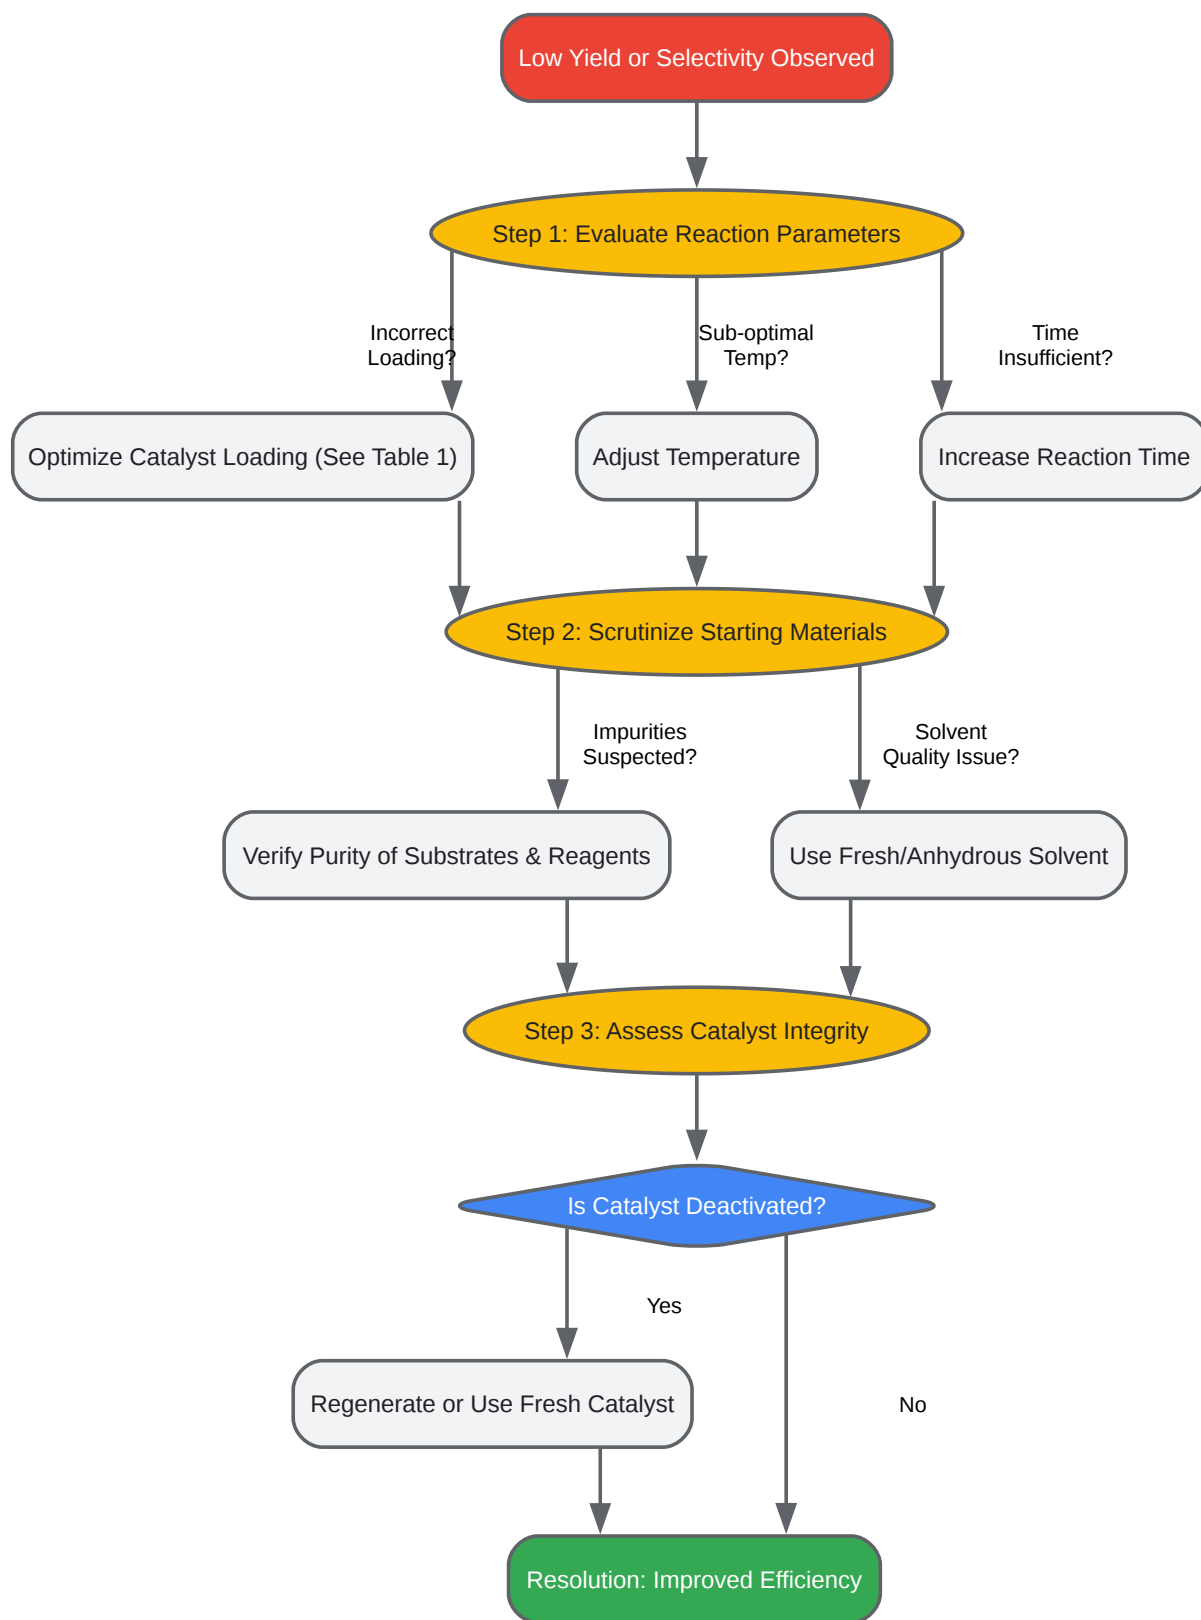 Low Yield or Selectivity Observed
Step 1: Evaluate Reaction Parameters
Incorrect
Loading?
Sub-optimal
Temp?
Time
Insufficient?
Optimize Catalyst Loading (See Table 1)
Adjust Temperature
Increase Reaction Time
Step 2: Scrutinize Starting Materials
Impurities
Suspected?
Solvent
Quality Issue?
Verify Purity of Substrates & Reagents
Use Fresh/Anhydrous Solvent
Step 3: Assess Catalyst Integrity
Is Catalyst Deactivated?
Yes
Regenerate or Use Fresh Catalyst
No
Resolution: Improved Efficiency